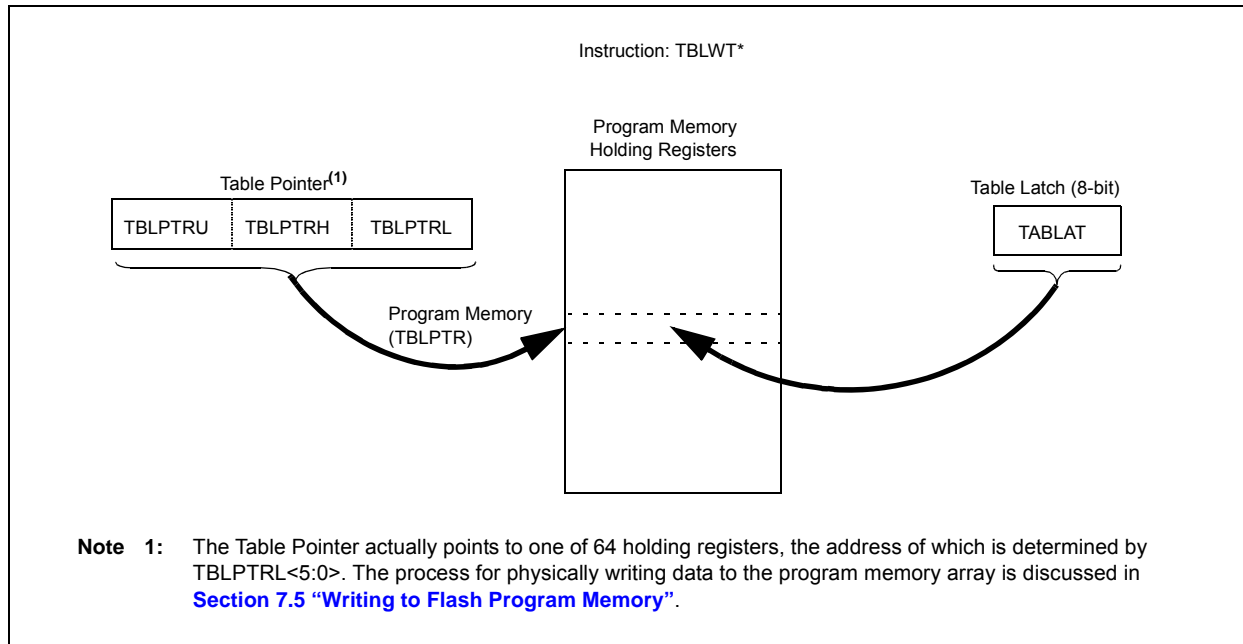 Instruction: TBLWT*
Program Memory
Holding Registers
Table Pointer(1)
Table Latch (8-bit)
TBLPTRU TBLPTRH TBLPTRL
TABLAT
Program Memory
(TBLPTR)
Note 1: The Table Pointer actually points to one of 64 holding registers, the address of which is determined by
TBLPTRL<5:0>. The process for physically writing data to the program memory array is discussed in
Section 7.5 “Writing to Flash Program Memory”.